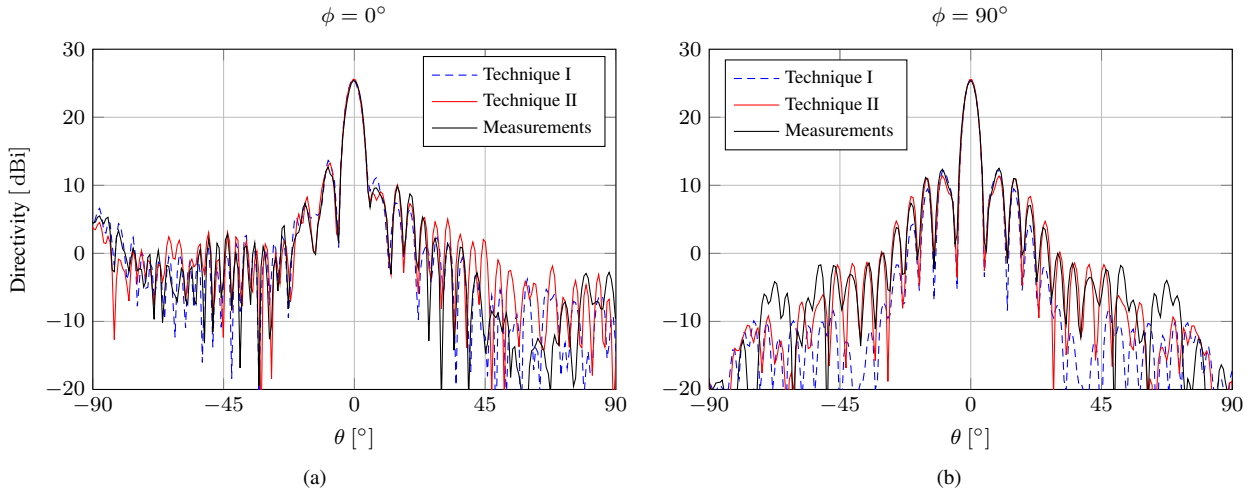 ϕ = 0°
30
20
10
0
−10
−20
Directivity [ dBi]
−90
−45
0
45
90
θ [°]
Technique I
Technique II
Measurements
(a)
ϕ = 90°
30
20
10
0
−10
−20
−90
−45
0
45
90
θ [°]
Technique I
Technique II
Measurements
(b)